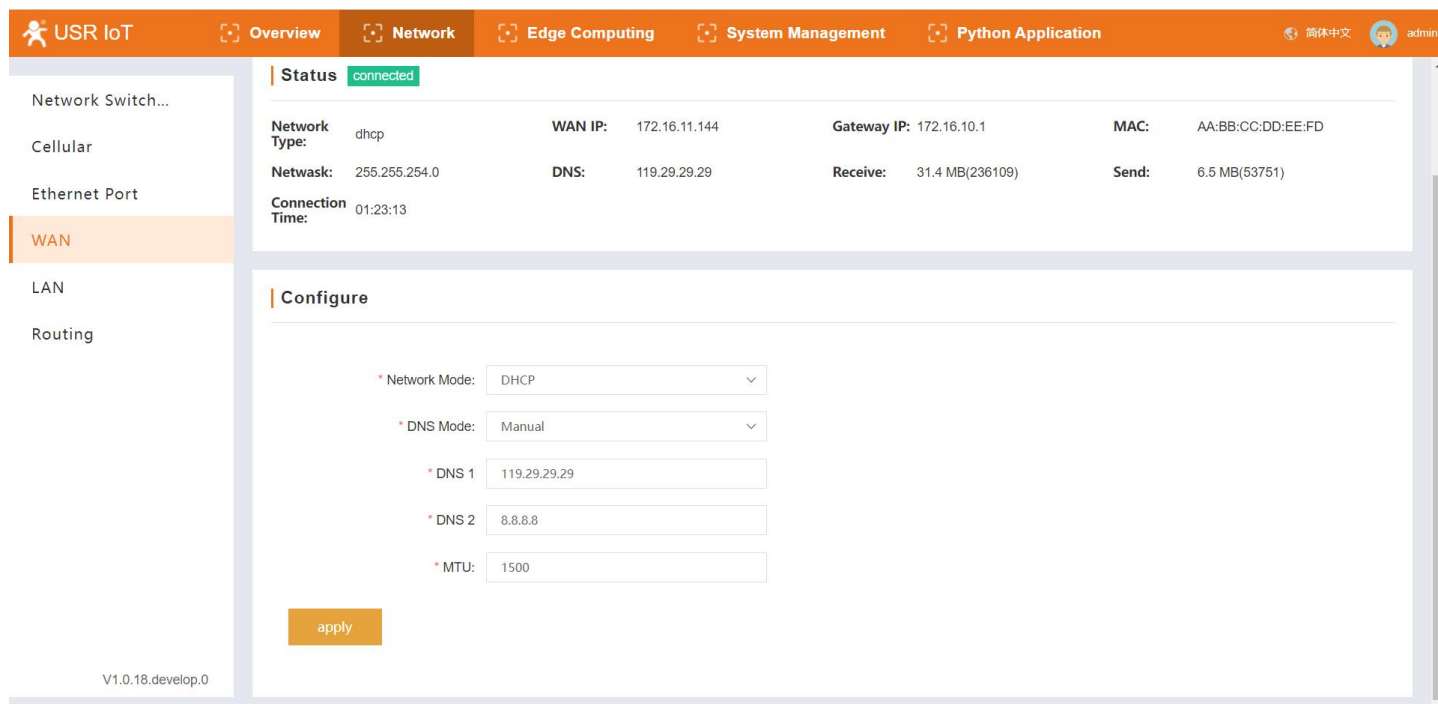 USR IoT Overview Network Edge Computing System Management Python Application 简体中文 admin
Network Switch...
Cellular
Ethernet Port
WAN
LAN
Routing
V1.0.18.develop.0
Status connected
Network Type: dhcp WAN IP: 172.16.11.144 Gateway IP: 172.16.10.1 MAC: AA:BB:CC:DD:EE:FD
Netwask: 255.255.254.0 DNS: 119.29.29.29 Receive: 31.4 MB(236109) Send: 6.5 MB(53751)
Connection Time: 01:23:13
Configure
* Network Mode: DHCP
* DNS Mode: Manual
* DNS 1 119.29.29.29
* DNS 2 8.8.8.8
* MTU: 1500
apply